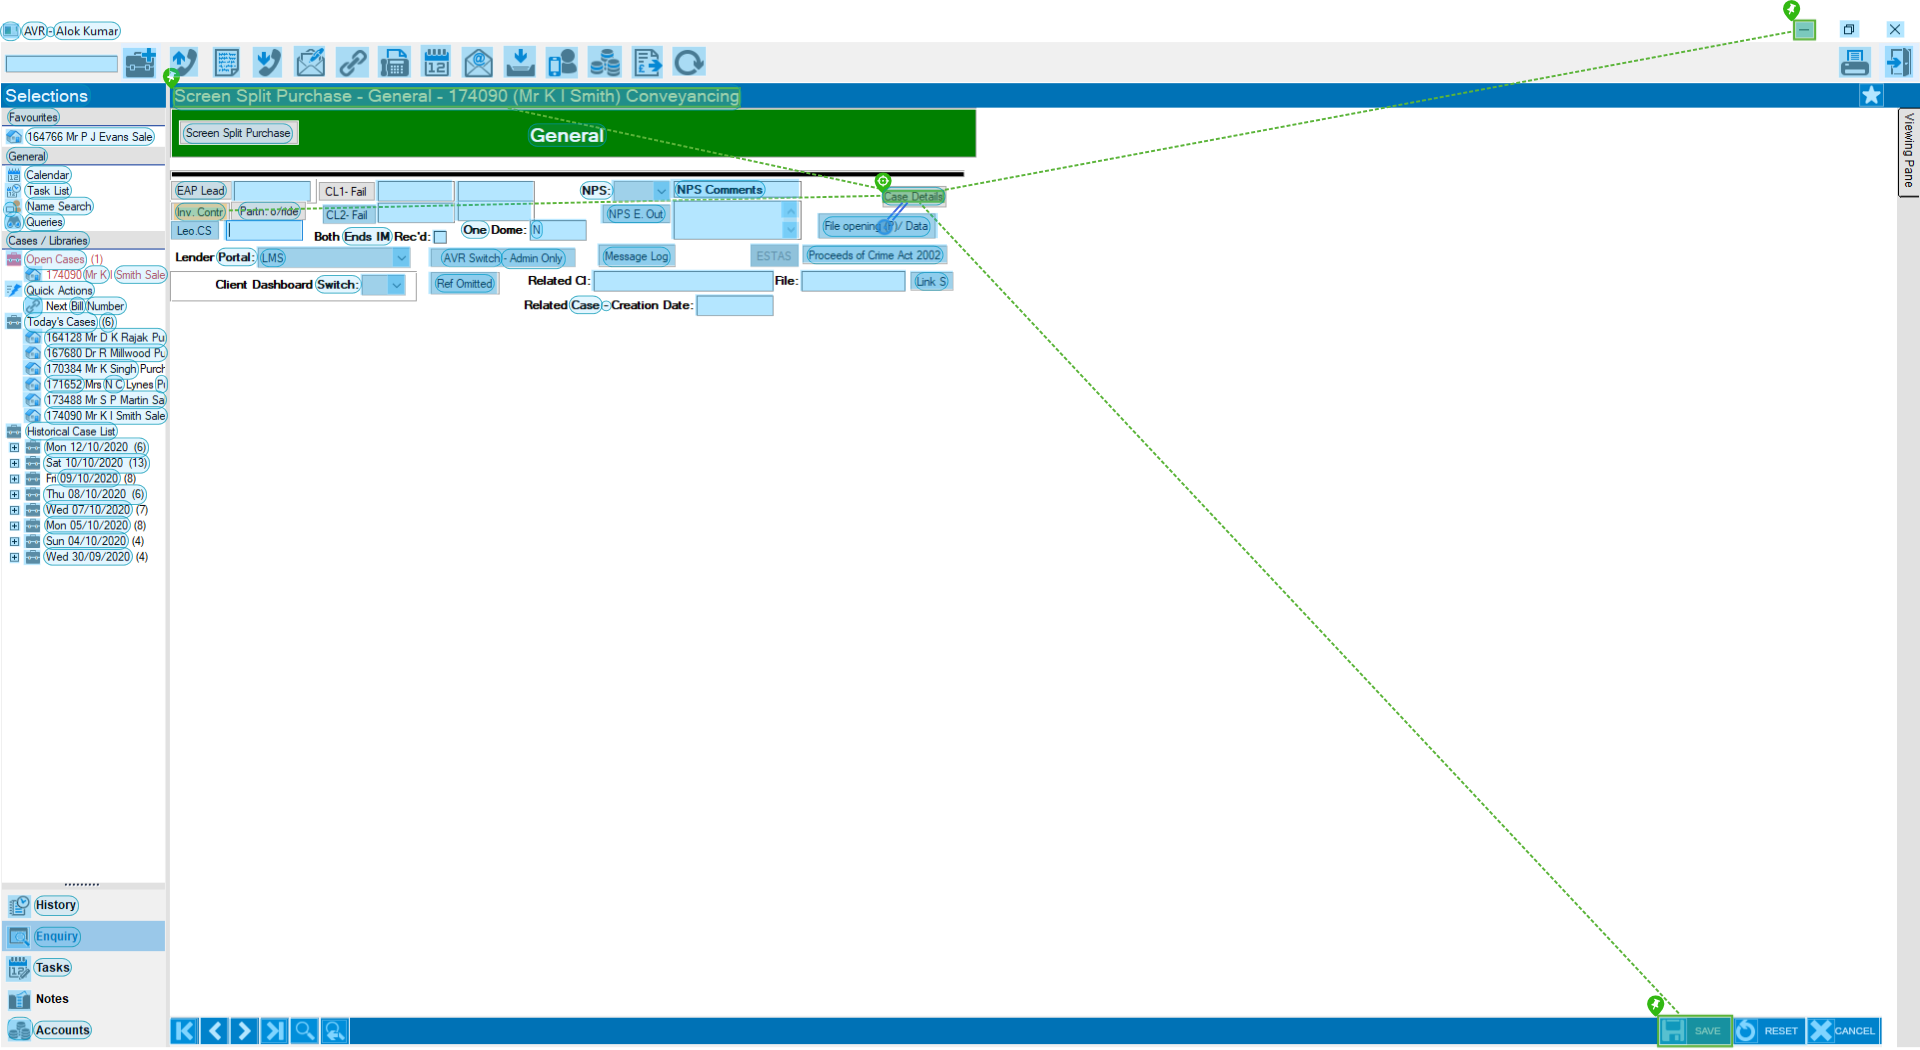 AVR - Alok Kumar
Selections
Screen Split Purchase - General - 174090 (Mr K I Smith) Conveyancing
Favourites
164766 Mr P J Evans Sale
General
Calendar
Task List
Name Search
Queries
Cases / Libraries
Open Cases (1)
174090 Mr K I Smith Sale
Quick Actions
Next Bill Number
Today's Cases (6)
164128 Mr D K Rajak Pu
167680 Dr R Millwood Pu
170384 Mr K Singh Purch
171652 Mrs N C Lynes
173488 Mr S P Martin Sa
174090 Mr K I Smith Sale
Historical Case List
Mon 12/10/2020 (6)
Sat 10/10/2020 (13)
Fri 09/10/2020 (8)
Thu 08/10/2020 (6)
Wed 07/10/2020 (7)
Mon 05/10/2020 (8)
Sun 04/10/2020 (4)
Wed 30/09/2020 (4)
History
Enquiry
Tasks
Notes
Accounts
Screen Split Purchase
General
EAP Lead
CL1- Fail
NPS:
NPS Comments
Case Details
Inv. Contr
Partn. o/ride
CL2- Fail
NPS E. Out
File opening (P)/ Data
Leo.CS
Both Ends IM Rec'd:
One Dome: N
Lender Portal: LMS
AVR Switch - Admin Only
Message Log
ESTAS
Proceeds of Crime Act 2002
Client Dashboard Switch:
Ref Omitted
Related Cl:
File:
Link S
Related Case - Creation Date:
Viewing Pane
SAVE
RESET
CANCEL